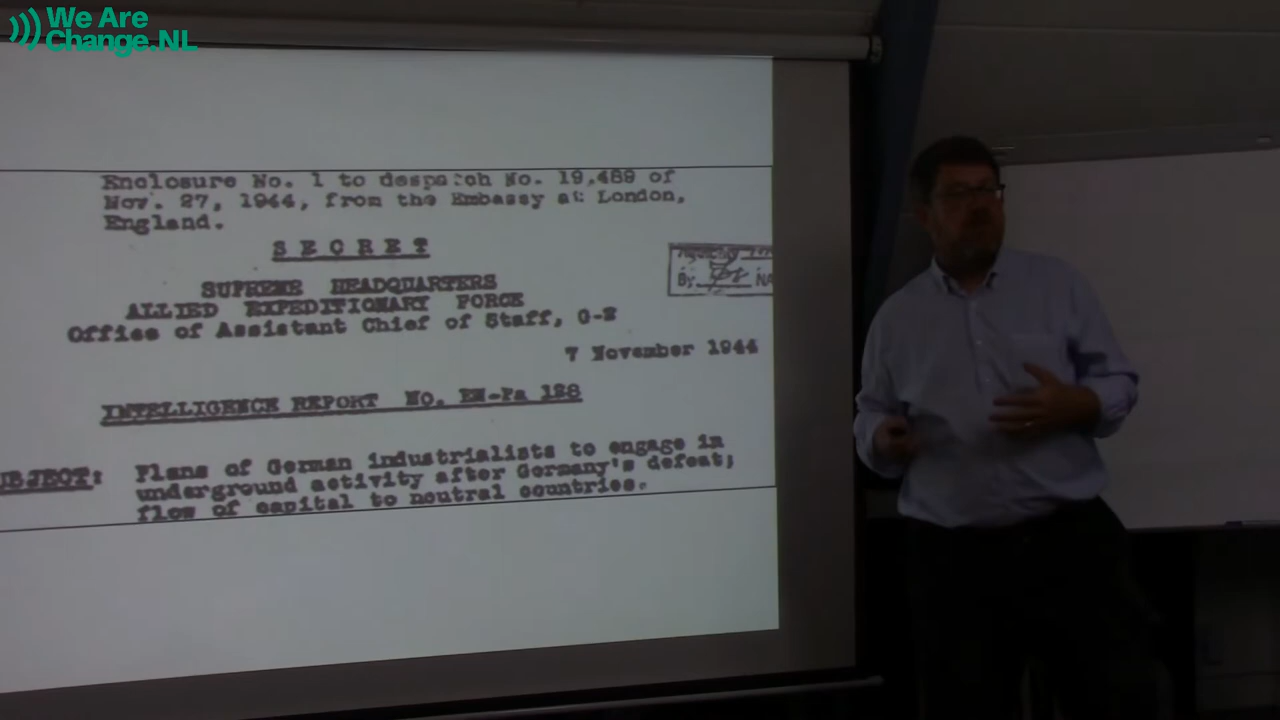 We Are
Change.NL
Enclosure No. 1 to despatch No. 19,489 of
Nov. 27, 1944, from the Embassy at London,
England.
SECRET
By NA
SUPREME HEADQUARTERS
ALLIED EXPEDITIONARY FORCE
Office of Assistant Chief of Staff, G-2
7 November 1944
INTELLIGENCE REPORT NO. EW-Pa 128
UBJECT: Plans of German industrialists to engage in
underground activity after Germany's defeat;
flow of capital to neutral countries.